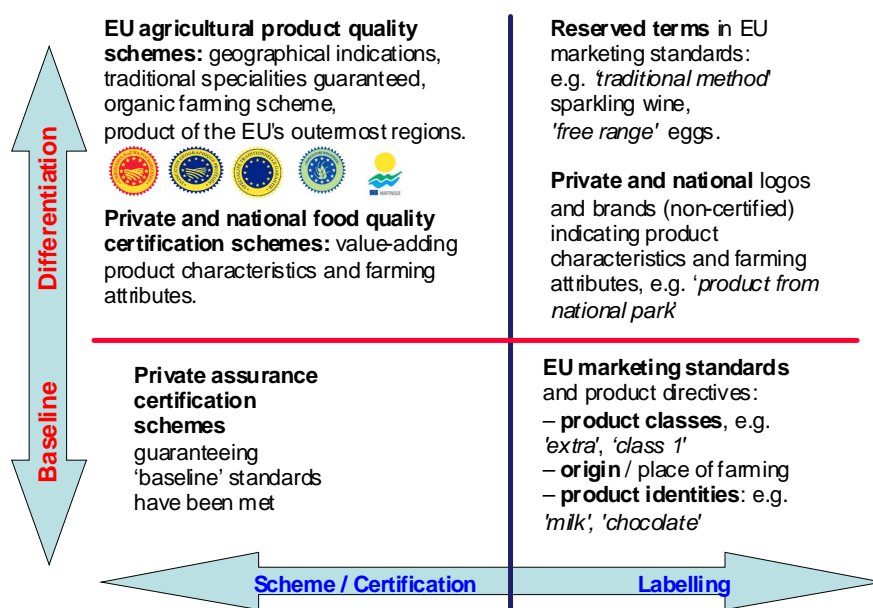 EU agricultural product quality
schemes: geographical indications,
traditional specialities guaranteed,
organic farming scheme,
product of the EU's outermost regions.
MARTINIQUE
Private and national food quality
certification schemes: value-adding
product characteristics and farming
attributes.
Reserved terms in EU
marketing standards:
e.g. 'traditional method'
sparkling wine,
'free range' eggs.
Private and national logos
and brands (non-certified)
indicating product
characteristics and farming
attributes, e.g. 'product from
national park'
Differentiation
Baseline
Private assurance
certification
schemes
guaranteeing
'baseline' standards
have been met
EU marketing standards
and product directives:
– product classes, e.g.
'extra', 'class 1'
– origin / place of farming
– product identities: e.g.
'milk', 'chocolate'
Scheme / Certification
Labelling